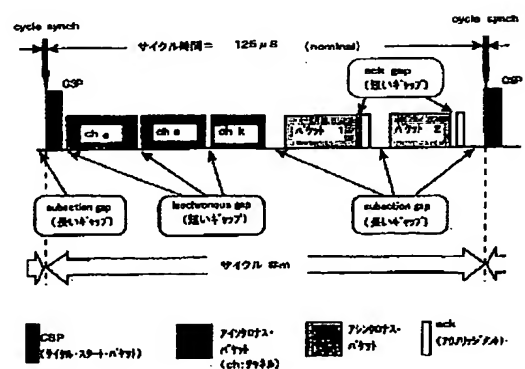 cycle synch
cycle synch
サイクル時間= 125μS (nominal)
CSP
ack gap
(短いギャップ)
CSP
ch
ch
ch k
パケット 1
パケット 2
subaction gap
(長いギャップ)
isochronous gap
(短いギャップ)
subaction gap
(長いギャップ)
サイクル #m
CSP
(サイクル・スタート・パケット)
アイソクロナス・
パケット
(ch:チャネル)
アシンクロナス・
パケット
ack